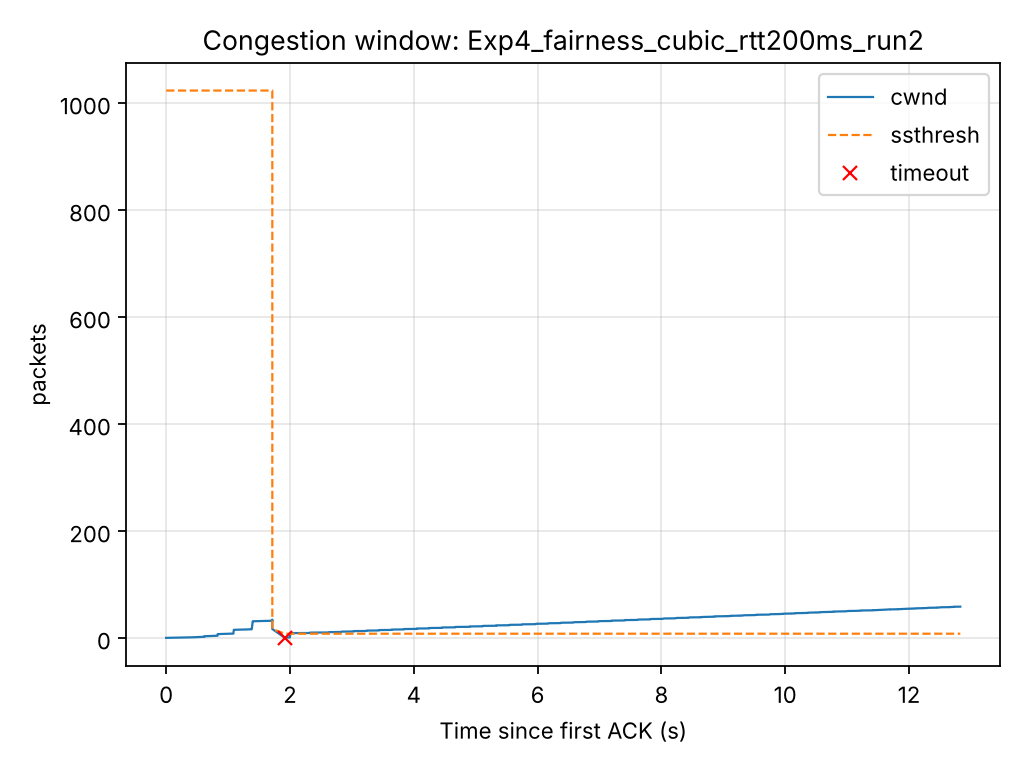 Congestion window: Exp4_fairness_cubic_rtt200ms_run2
cwnd
ssthresh
timeout
1000
800
600
400
200
0
packets
0 2 4 6 8 10 12
Time since first ACK (s)